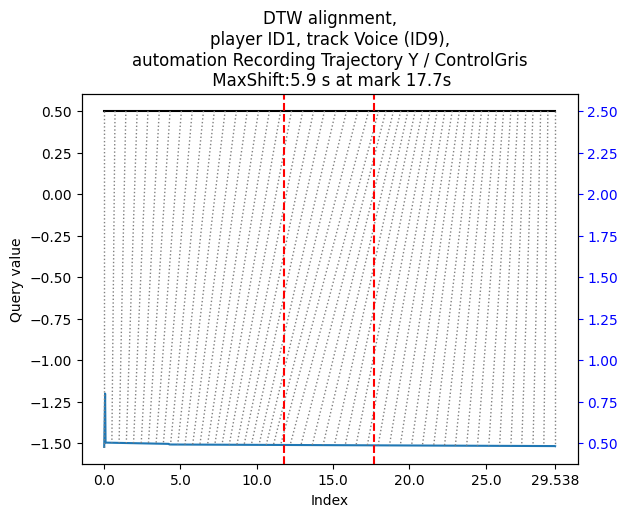 DTW alignment,
player ID1, track Voice (ID9),
automation Recording Trajectory Y / ControlGris
MaxShift:5.9 s at mark 17.7s
0.50 2.50
0.25 2.25
0.00 2.00
−0.25 1.75
−0.50 1.50
−0.75 1.25
−1.00 1.00
−1.25 0.75
−1.50 0.50
Query value
0.0 5.0 10.0 15.0 20.0 25.0 29.538
Index